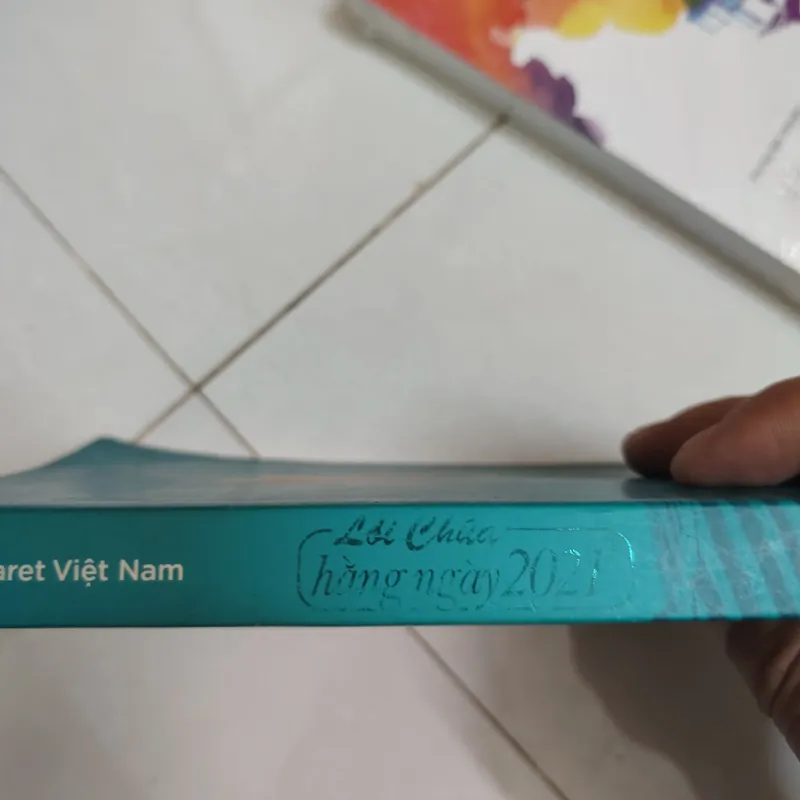 aret Việt Nam
Lời Chúa
hằng ngày 2021